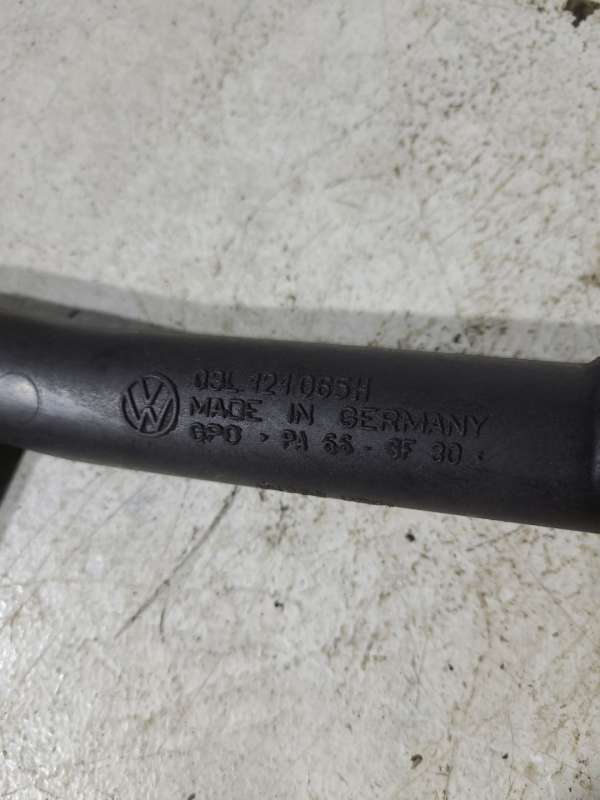 03L 121 065H
MADE IN GERMANY
GPO > PA 66 - GF 30 <